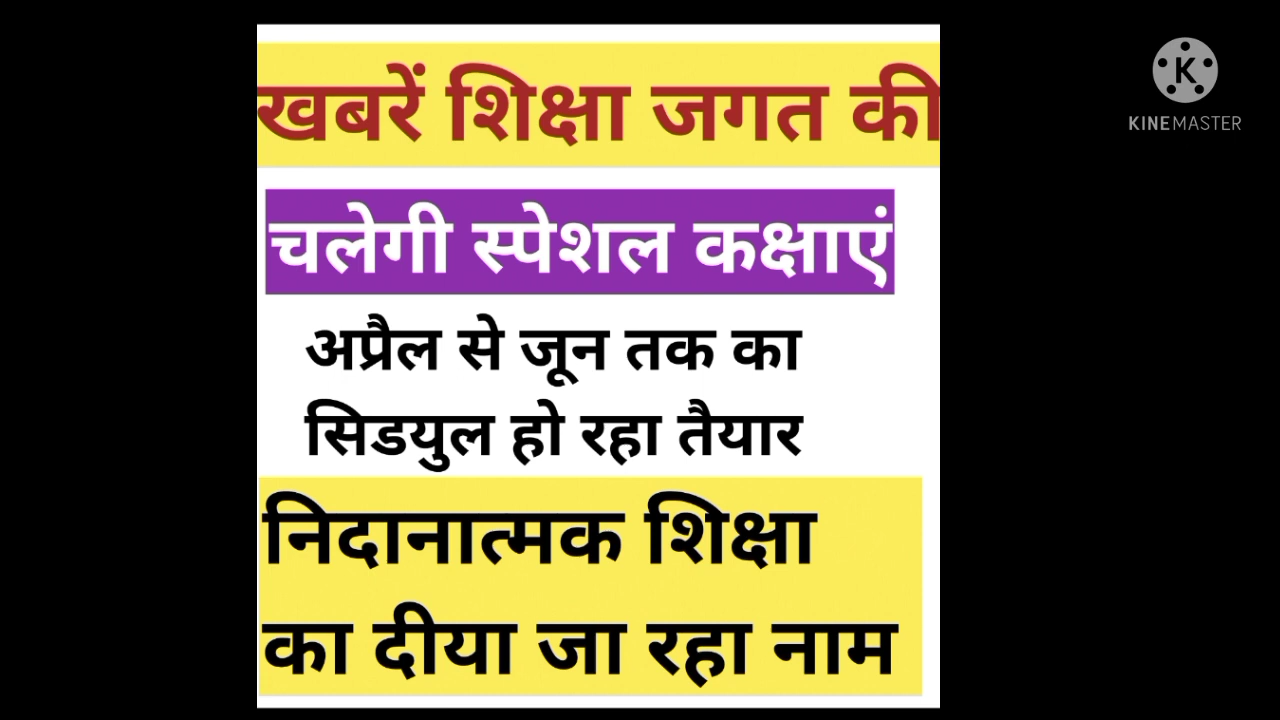 खबरें शिक्षा जगत की
चलेगी स्पेशल कक्षाएं
अप्रैल से जून तक का
सिडयुल हो रहा तैयार
निदानात्मक शिक्षा
का दीया जा रहा नाम
K
KINEMASTER